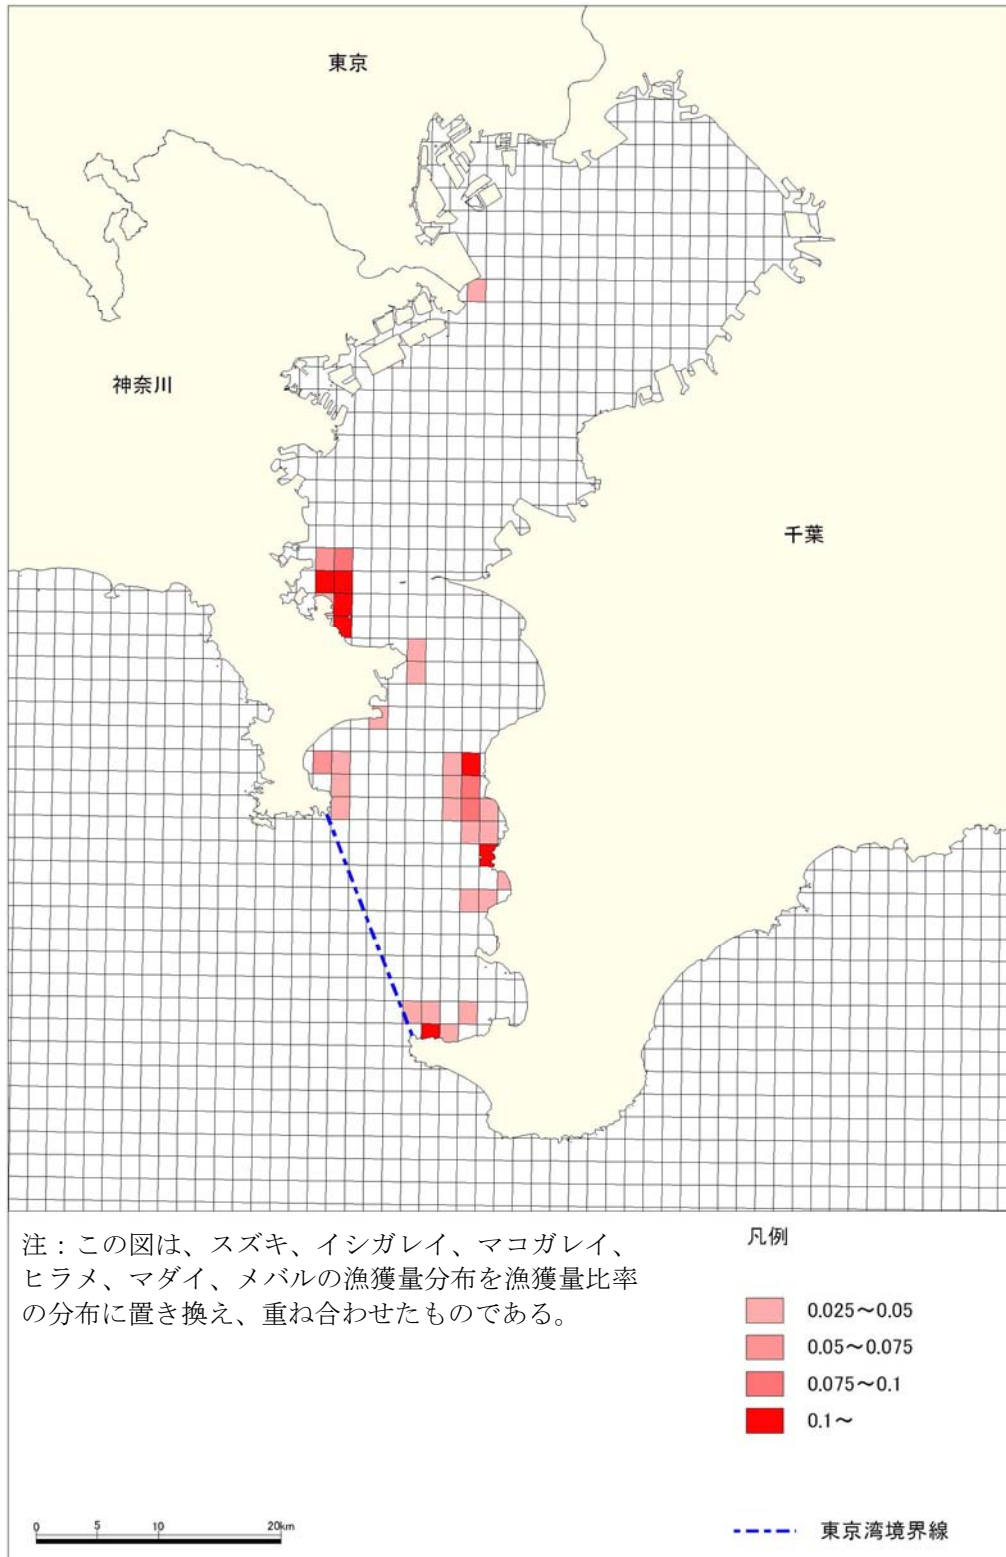 東京
神奈川
千葉
注：この図は、スズキ、イシガレイ、マコガレイ、
ヒラメ、マダイ、メバルの漁獲量分布を漁獲量比率
の分布に置き換え、重ね合わせたものである。
凡例
0.025～0.05
0.05～0.075
0.075～0.1
0.1～
0 5 10 20km
東京湾境界線